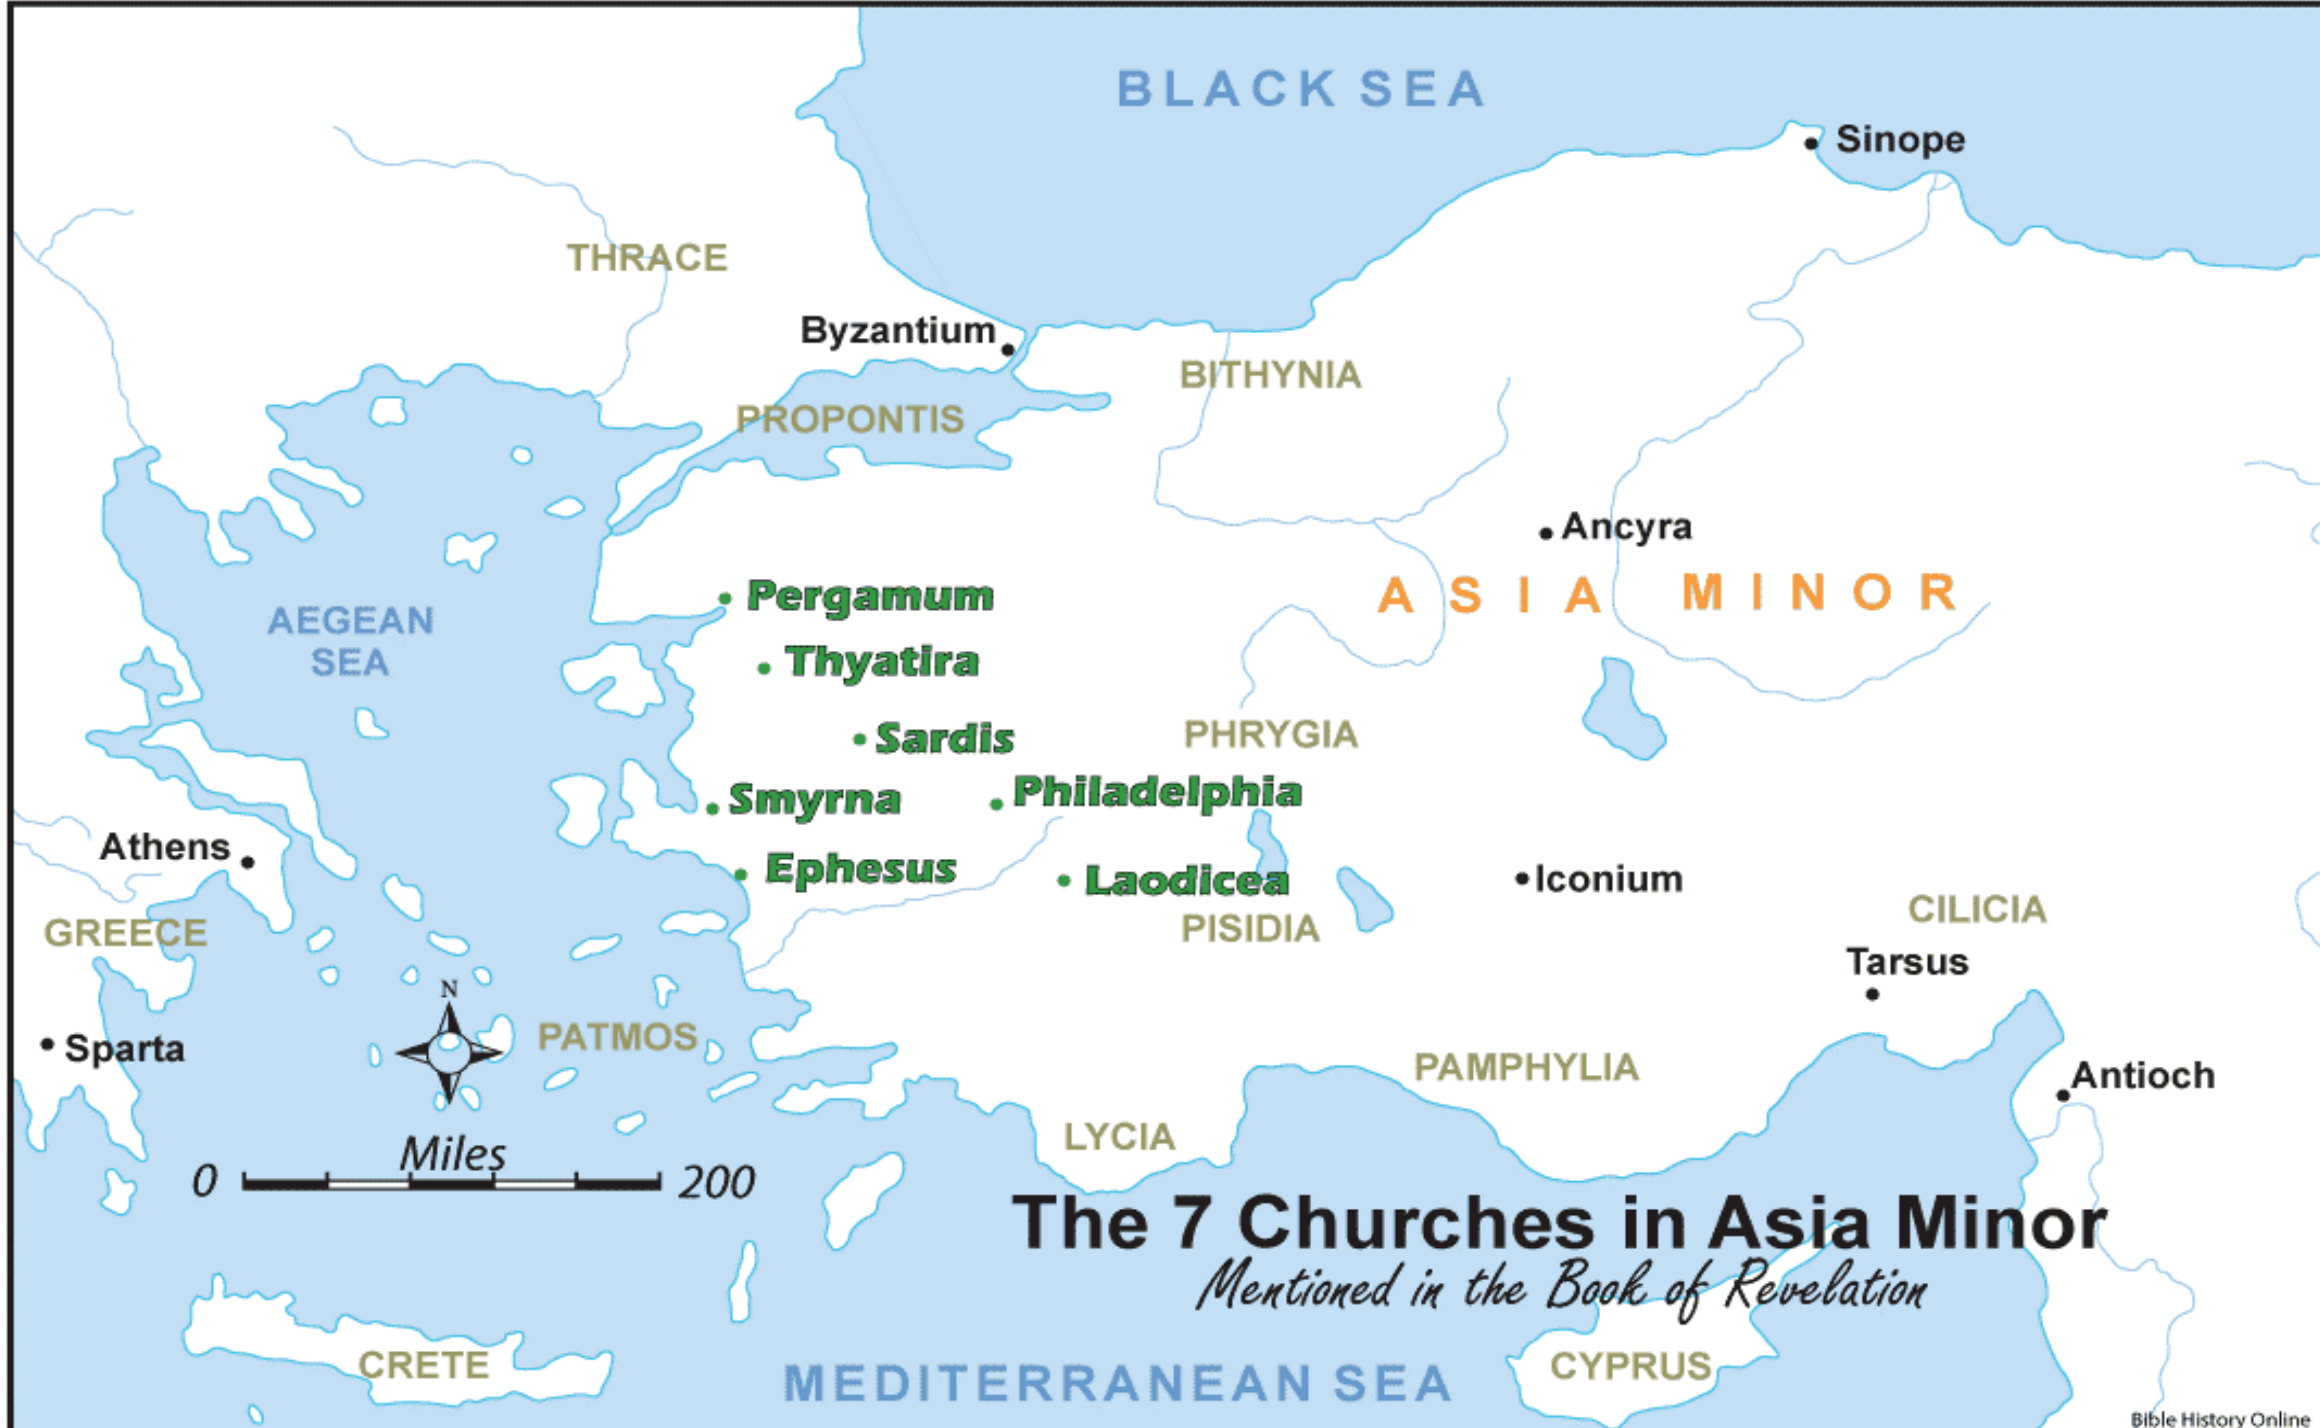 BLACK SEA
Sinope
THRACE
Byzantium
BITHYNIA
PROPONTIS
Ancyra
ASIA MINOR
Pergamum
AEGEAN
SEA
Thyatira
PHRYGIA
Sardis
Philadelphia
Smyrna
Athens
Ephesus
Laodicea
Iconium
CILICIA
GREECE
PISIDIA
Tarsus
N
PATMOS
Sparta
PAMPHYLIA
Antioch
LYCIA
Miles
0 200
The 7 Churches in Asia Minor
Mentioned in the Book of Revelation
CRETE
CYPRUS
MEDITERRANEAN SEA
Bible History Online